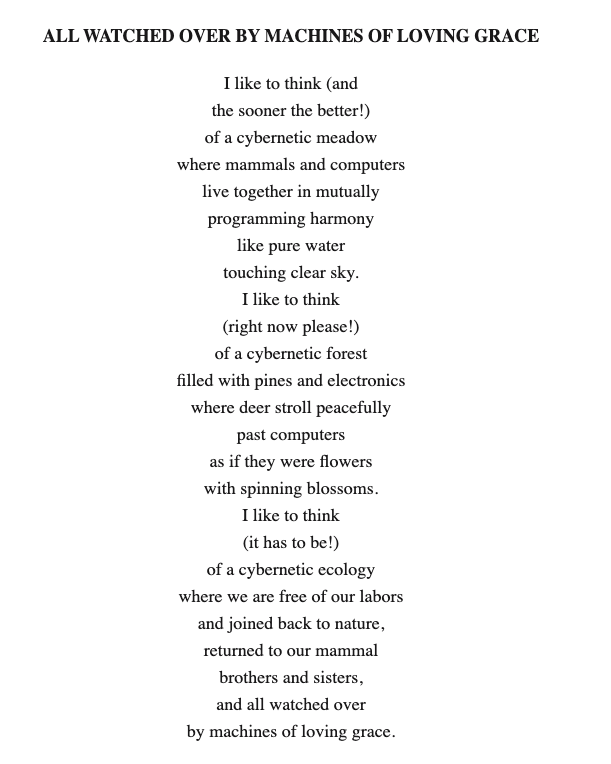 ALL WATCHED OVER BY MACHINES OF LOVING GRACE
I like to think (and
the sooner the better!)
of a cybernetic meadow
where mammals and computers
live together in mutually
programming harmony
like pure water
touching clear sky.
I like to think
(right now please!)
of a cybernetic forest
filled with pines and electronics
where deer stroll peacefully
past computers
as if they were flowers
with spinning blossoms.
I like to think
(it has to be!)
of a cybernetic ecology
where we are free of our labors
and joined back to nature,
returned to our mammal
brothers and sisters,
and all watched over
by machines of loving grace.